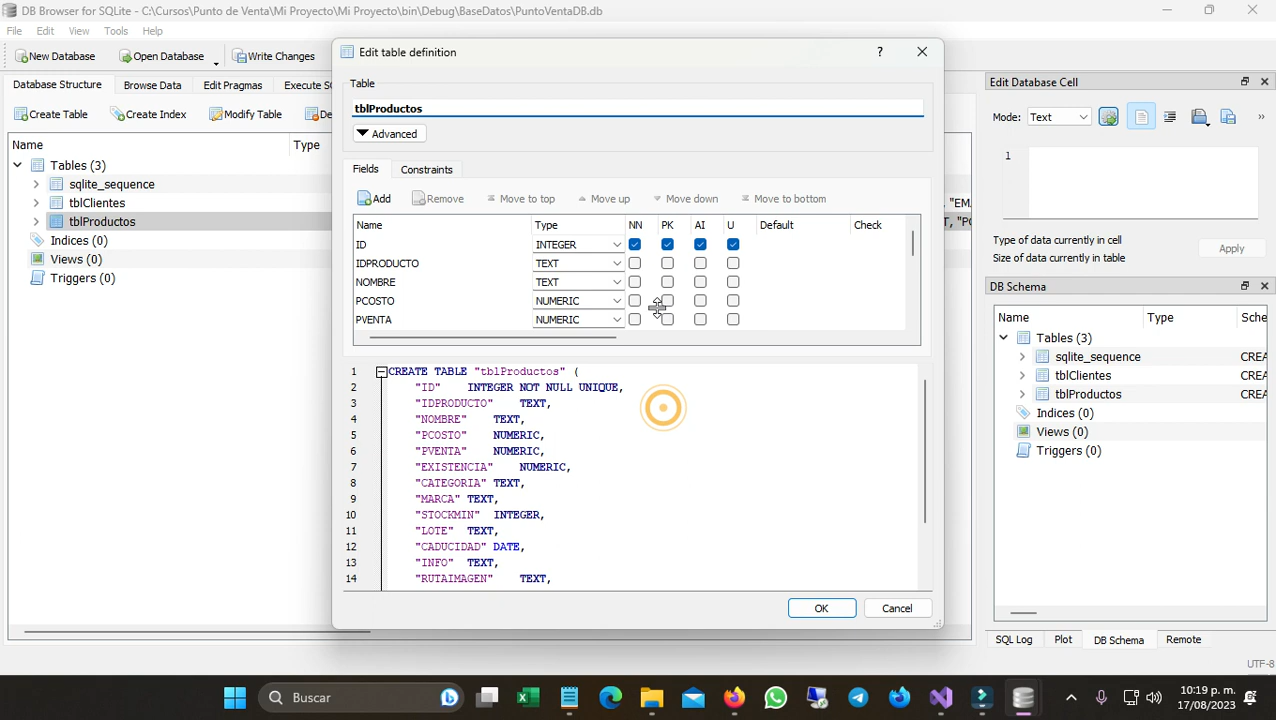 DB Browser for SQLite - C:\Cursos\Punto de Venta\Mi Proyecto\Mi Proyecto\bin\Debug\BaseDatos\PuntoVentaDB.db
File Edit View Tools Help
New Database Open Database Write Changes
Database Structure Browse Data Edit Pragmas Execute SQ
Create Table Create Index Modify Table De
Name Type
Tables (3)
sqlite_sequence
tblClientes
tblProductos
Indices (0)
Views (0)
Triggers (0)
, "EMA
T, "PC
Edit table definition ?
Table
tblProductos
Advanced
Fields Constraints
Add Remove Move to top Move up Move down Move to bottom
Name Type NN PK AI U Default Check
ID INTEGER
IDPRODUCTO TEXT
NOMBRE TEXT
PCOSTO NUMERIC
PVENTA NUMERIC
1 CREATE TABLE "tblProductos" (
2 "ID" INTEGER NOT NULL UNIQUE,
3 "IDPRODUCTO" TEXT,
4 "NOMBRE" TEXT,
5 "PCOSTO" NUMERIC,
6 "PVENTA" NUMERIC,
7 "EXISTENCIA" NUMERIC,
8 "CATEGORIA" TEXT,
9 "MARCA" TEXT,
10 "STOCKMIN" INTEGER,
11 "LOTE" TEXT,
12 "CADUCIDAD" DATE,
13 "INFO" TEXT,
14 "RUTAIMAGEN" TEXT,
OK Cancel
Edit Database Cell
Mode: Text
1
Type of data currently in cell
Size of data currently in table
Apply
DB Schema
Name Type Sche
Tables (3)
sqlite_sequence CREA
tblClientes CREA
tblProductos CREA
Indices (0)
Views (0)
Triggers (0)
SQL Log Plot DB Schema Remote
UTF-8
Buscar
10:19 p. m.
17/08/2023